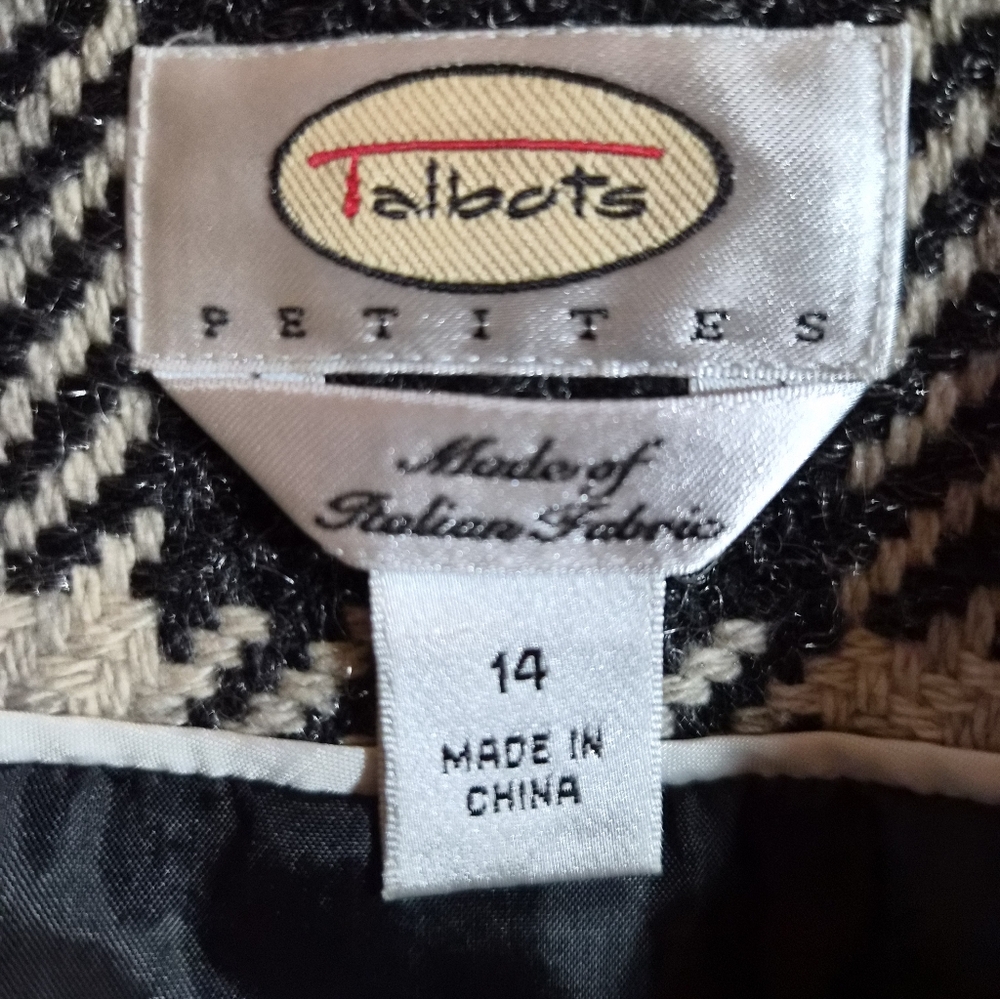 Talbots
PETITES
Made of
Italian Fabric
14
MADE IN
CHINA